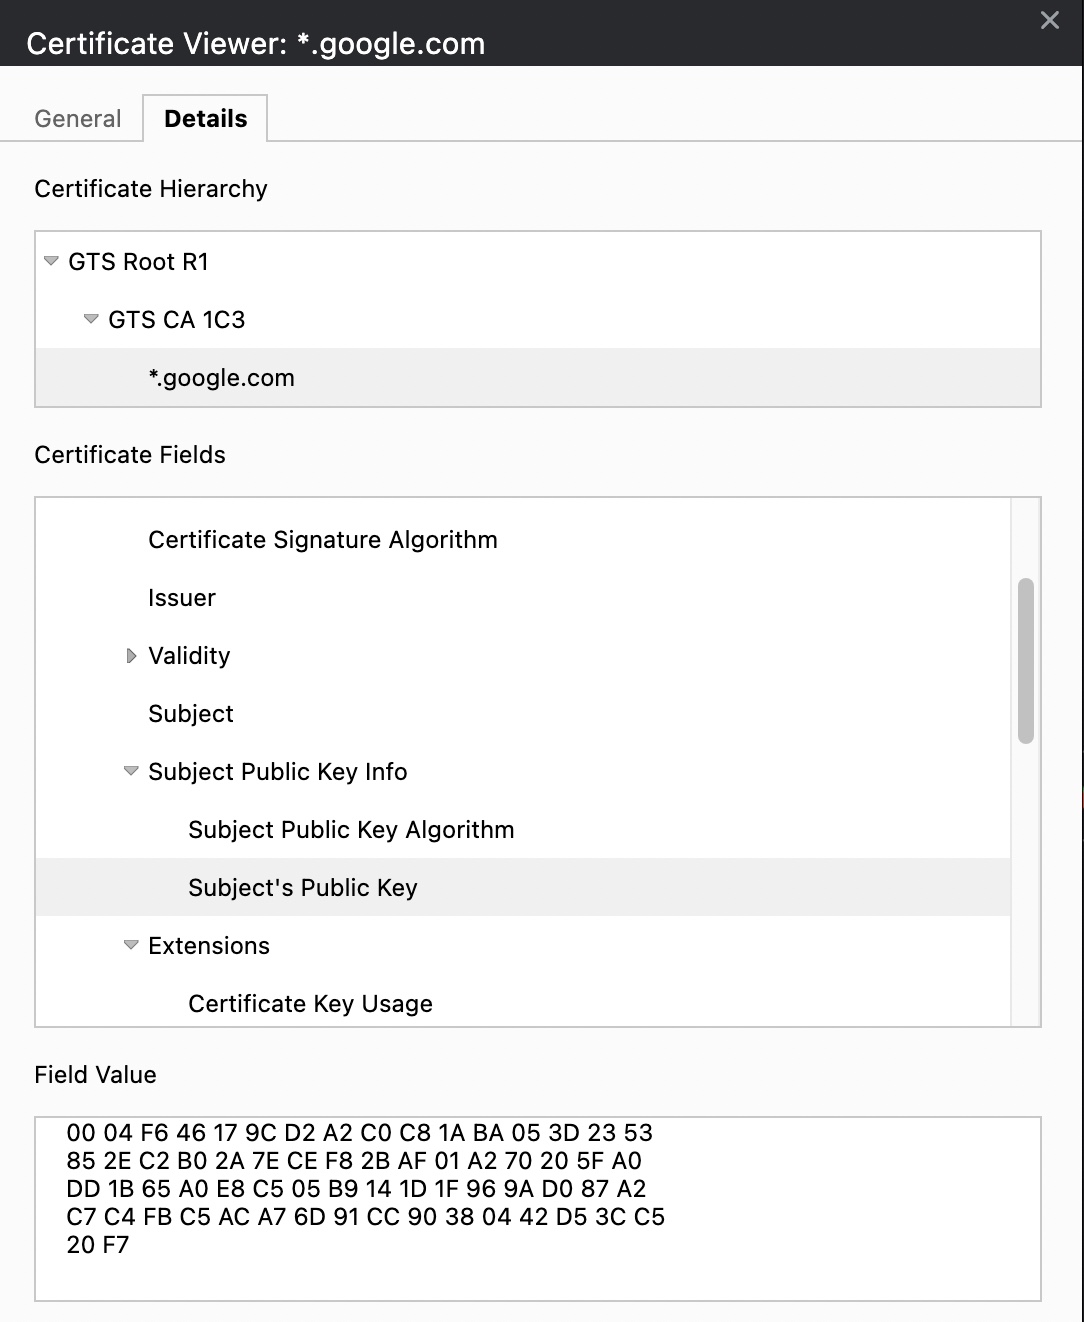 Certificate Viewer: *.google.com
General
Details
Certificate Hierarchy
GTS Root R1
GTS CA 1C3
*.google.com
Certificate Fields
Certificate Signature Algorithm
Issuer
Validity
Subject
Subject Public Key Info
Subject Public Key Algorithm
Subject's Public Key
Extensions
Certificate Key Usage
Field Value
00 04 F6 46 17 9C D2 A2 C0 C8 1A BA 05 3D 23 53
85 2E C2 B0 2A 7E CE F8 2B AF 01 A2 70 20 5F A0
DD 1B 65 A0 E8 C5 05 B9 14 1D 1F 96 9A D0 87 A2
C7 C4 FB C5 AC A7 6D 91 CC 90 38 04 42 D5 3C C5
20 F7